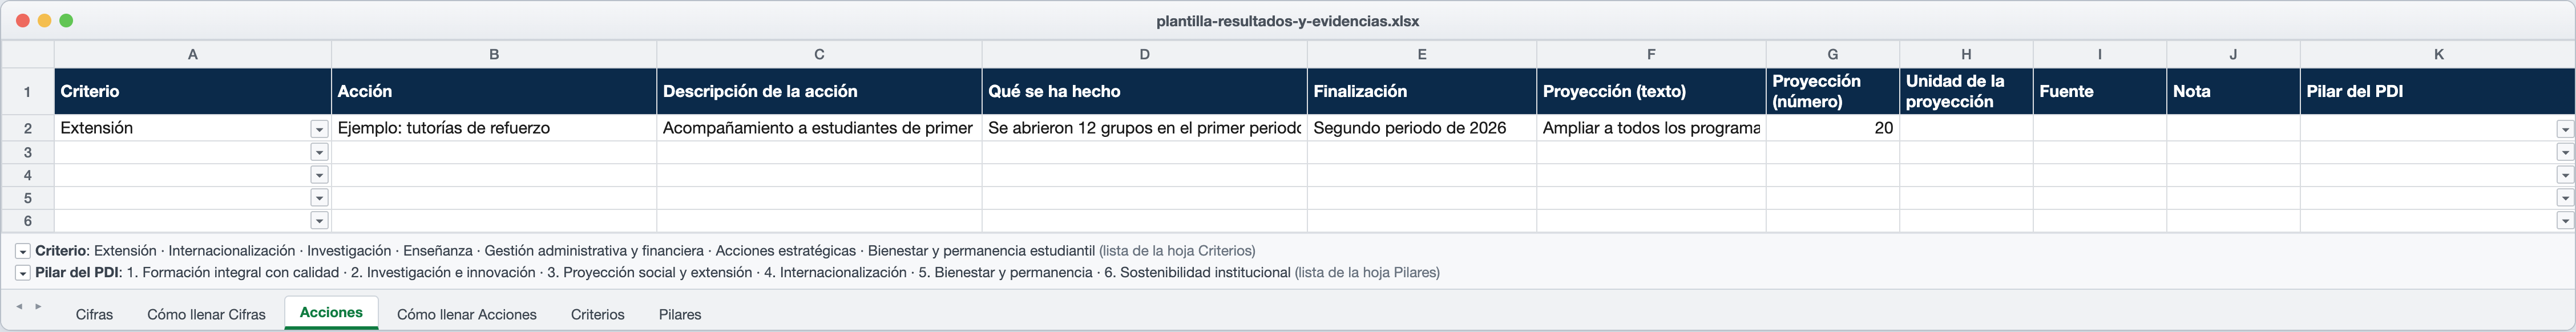 plantilla-resultados-y-evidencias.xlsx
A B C D E F G H I J K
1 Criterio Acción Descripción de la acción Qué se ha hecho Finalización Proyección (texto) Proyección (número) Unidad de la proyección Fuente Nota Pilar del PDI
2 Extensión Ejemplo: tutorías de refuerzo Acompañamiento a estudiantes de primer Se abrieron 12 grupos en el primer periodo Segundo periodo de 2026 Ampliar a todos los programa 20
3
4
5
6
Criterio: Extensión · Internacionalización · Investigación · Enseñanza · Gestión administrativa y financiera · Acciones estratégicas · Bienestar y permanencia estudiantil (lista de la hoja Criterios)
Pilar del PDI: 1. Formación integral con calidad · 2. Investigación e innovación · 3. Proyección social y extensión · 4. Internacionalización · 5. Bienestar y permanencia · 6. Sostenibilidad institucional (lista de la hoja Pilares)
Cifras Cómo llenar Cifras Acciones Cómo llenar Acciones Criterios Pilares